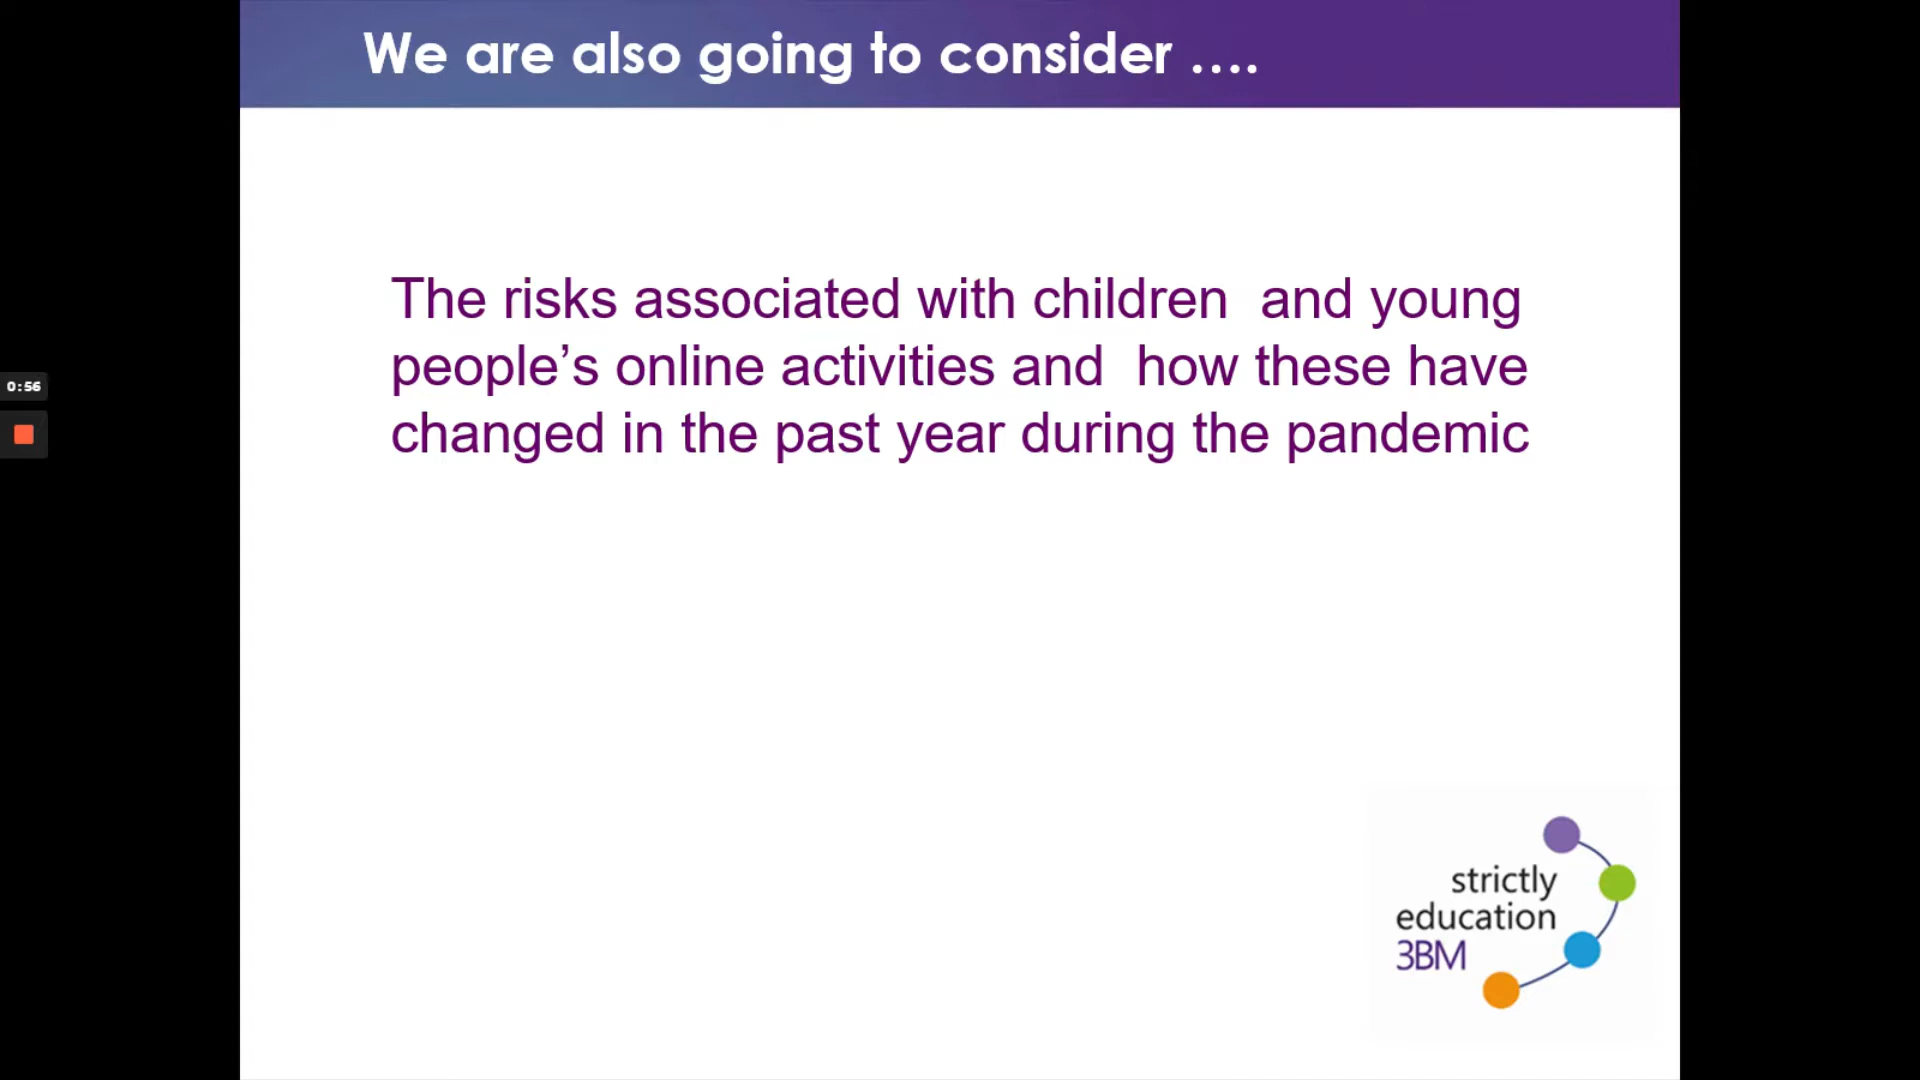 We are also going to consider ....
The risks associated with children  and young
people’s online activities and  how these have
changed in the past year during the pandemic
0:56
strictly
education
3BM